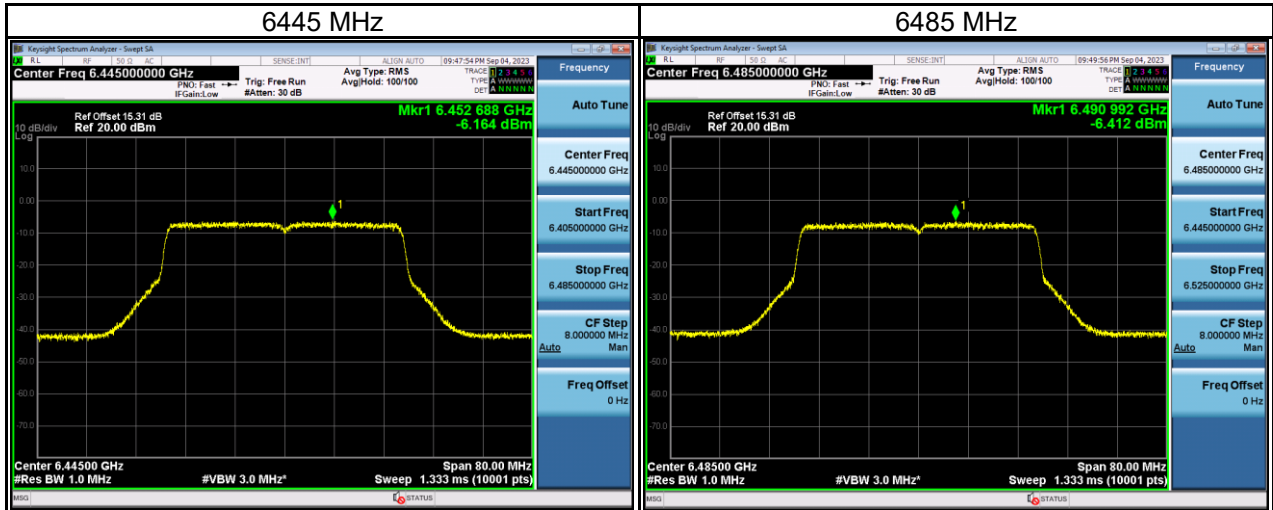 6445 MHz
Keysight Spectrum Analyzer - Swept SA
RL RF 50 Ω AC SENSE:INT ALIGN AUTO 09:47:54 PM Sep 04, 2023
Center Freq 6.445000000 GHz
PNO: Fast
IFGain:Low
Trig: Free Run
#Atten: 30 dB
Avg Type: RMS
Avg|Hold: 100/100
TRACE 1 2 3 4 5 6
TYPE A WWWWW
DET A N N N N N
Mkr1 6.452 688 GHz
-6.164 dBm
Ref Offset 15.31 dB
10 dB/div Ref 20.00 dBm
Log
10.0
0.00
-10.0
-20.0
-30.0
-40.0
-50.0
-60.0
-70.0
1
Center 6.44500 GHz Span 80.00 MHz
#Res BW 1.0 MHz #VBW 3.0 MHz* Sweep 1.333 ms (10001 pts)
MSG STATUS
Frequency
Auto Tune
Center Freq
6.445000000 GHz
Start Freq
6.405000000 GHz
Stop Freq
6.485000000 GHz
CF Step
8.000000 MHz
Auto Man
Freq Offset
0 Hz
6485 MHz
Keysight Spectrum Analyzer - Swept SA
RL RF 50 Ω AC SENSE:INT ALIGN AUTO 09:49:56 PM Sep 04, 2023
Center Freq 6.485000000 GHz
PNO: Fast
IFGain:Low
Trig: Free Run
#Atten: 30 dB
Avg Type: RMS
Avg|Hold: 100/100
TRACE 1 2 3 4 5 6
TYPE A WWWWW
DET A N N N N N
Mkr1 6.490 992 GHz
-6.412 dBm
Ref Offset 15.31 dB
10 dB/div Ref 20.00 dBm
Log
10.0
0.00
-10.0
-20.0
-30.0
-40.0
-50.0
-60.0
-70.0
1
Center 6.48500 GHz Span 80.00 MHz
#Res BW 1.0 MHz #VBW 3.0 MHz* Sweep 1.333 ms (10001 pts)
MSG STATUS
Frequency
Auto Tune
Center Freq
6.485000000 GHz
Start Freq
6.445000000 GHz
Stop Freq
6.525000000 GHz
CF Step
8.000000 MHz
Auto Man
Freq Offset
0 Hz